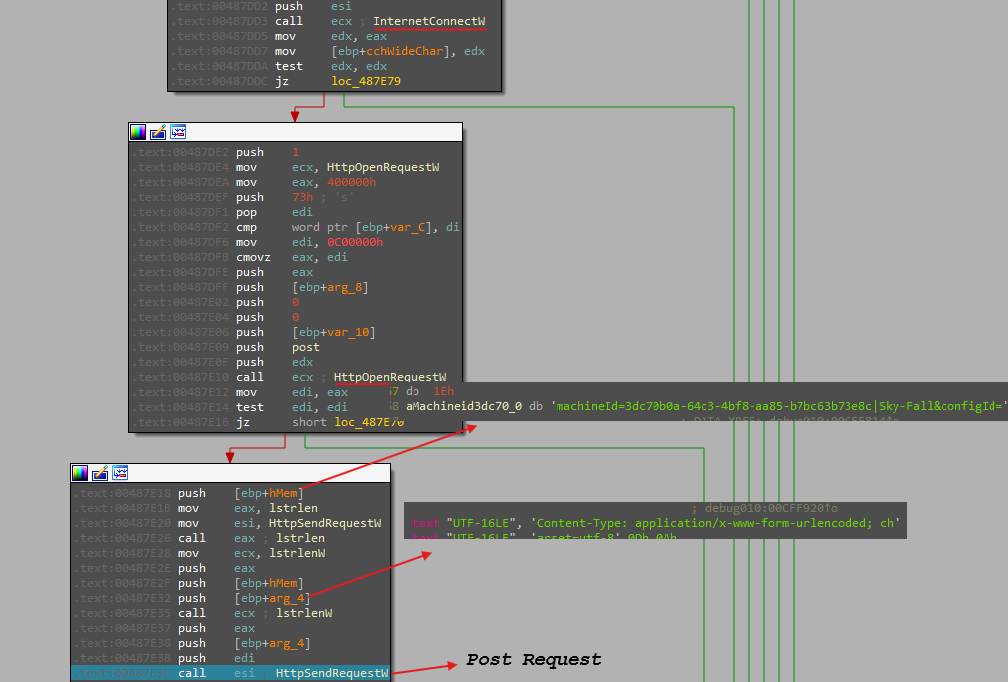 .text:00487DD2 push esi
.text:00487DD3 call ecx ; InternetConnectW
.text:00487DD5 mov edx, eax
.text:00487DD7 mov [ebp+cchWideChar], edx
.text:00487DDA test edx, edx
.text:00487DDC jz loc_487E79
.text:00487DE2 push 1
.text:00487DE4 mov ecx, HttpOpenRequestW
.text:00487DEA mov eax, 400000h
.text:00487DEF push 73h ; 's'
.text:00487DF1 pop edi
.text:00487DF2 cmp word ptr [ebp+var_C], di
.text:00487DF6 mov edi, 0C00000h
.text:00487DFB cmovz eax, edi
.text:00487DFE push eax
.text:00487DFF push [ebp+arg_8]
.text:00487E02 push 0
.text:00487E04 push 0
.text:00487E06 push [ebp+var_10]
.text:00487E09 push post
.text:00487E0F push edx
.text:00487E10 call ecx ; HttpOpenRequestW
.text:00487E12 mov edi, eax
.text:00487E14 test edi, edi
.text:00487E16 jz short loc_487E70
67 db 1Eh
68 aMachineid3dc70_0 db 'machineId=3dc70b0a-64c3-4bf8-aa85-b7bc63b73e8c|Sky-Fall&configId='
.text:00487E18 push [ebp+hMem]
.text:00487E1B mov eax, lstrlen
.text:00487E20 mov esi, HttpSendRequestW
.text:00487E26 call eax ; lstrlen
.text:00487E28 mov ecx, lstrlenW
.text:00487E2E push eax
.text:00487E2F push [ebp+hMem]
.text:00487E32 push [ebp+arg_4]
.text:00487E35 call ecx ; lstrlenW
.text:00487E37 push eax
.text:00487E38 push [ebp+arg_4]
.text:00487E3B push edi
call esi HttpSendRequestW
; debug010:00CFF920↑o
text "UTF-16LE", 'Content-Type: application/x-www-form-urlencoded; ch'
text "UTF-16LE", 'arset=utf-8',0Dh,0Ah
Post Request